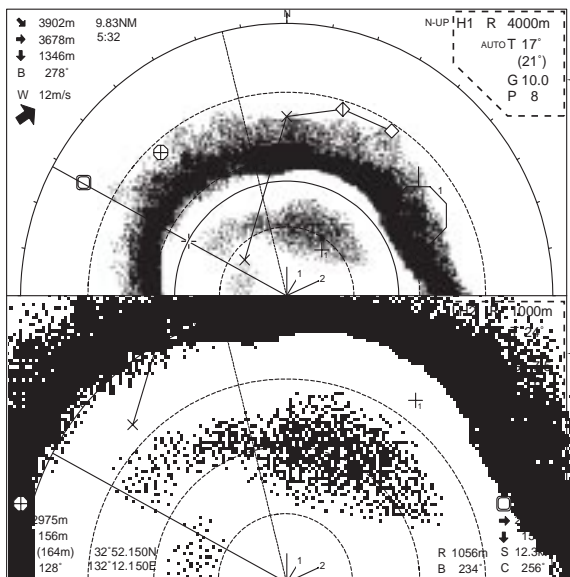 3902m 9.83NM
3678m 5:32
1346m
B 278°
W 12m/s
N
N-UP H1 R 4000m
AUTO T 17°
(21°)
G 10.0
P 8
1
1
1
2
1000m
1
2975m
156m
(164m)
128°
32°52.150N
132°12.150E
1
2
R 1056m
B 234°
S 12.3
C 256°